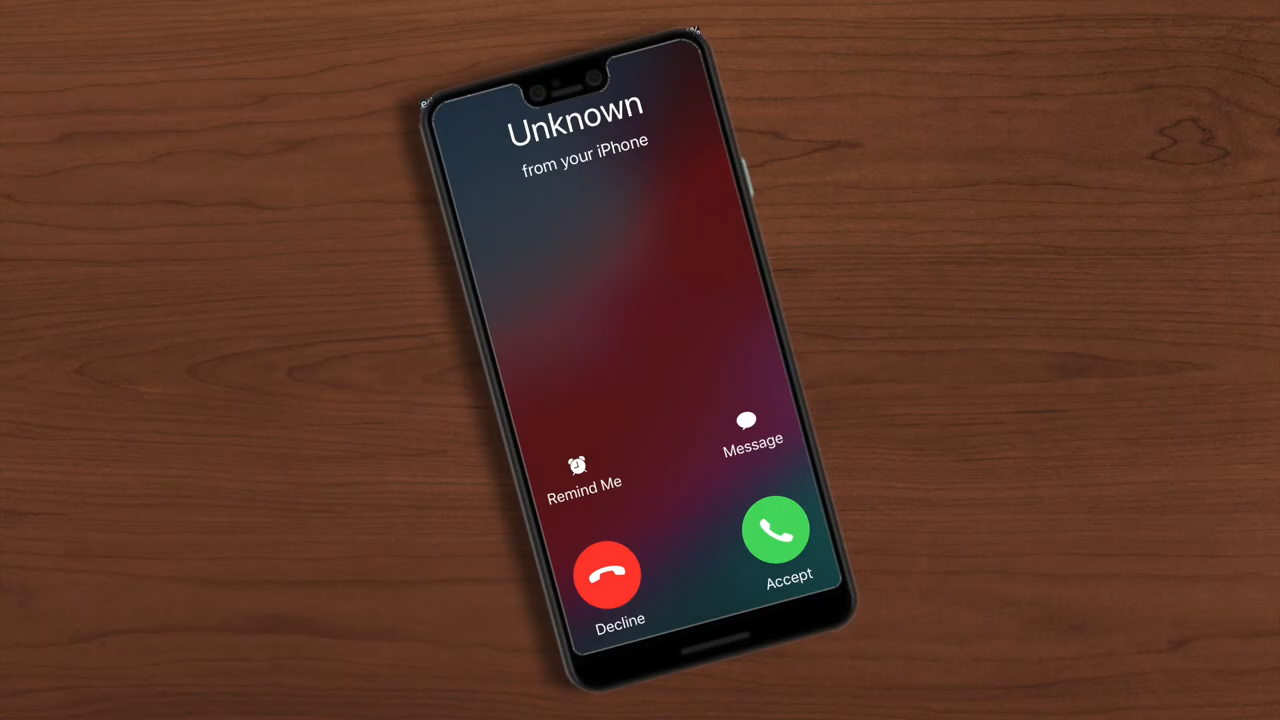 Unknown
from your iPhone
Message
Remind Me
Accept
Decline